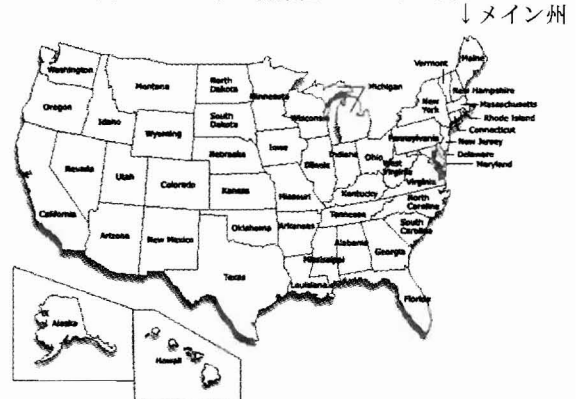 ↓メイン州
Washington
Oregon
California
Nevada
Idaho
Montana
Wyoming
Utah
Arizona
Colorado
New Mexico
North
Dakota
South
Dakota
Nebraska
Kansas
Oklahoma
Texas
Minnesota
Iowa
Missouri
Arkansas
Louisiana
Wisconsin
Illinois
Michigan
Indiana
Ohio
Kentucky
Tennessee
Mississippi
Alabama
Georgia
Florida
South
Carolina
North
Carolina
Virginia
West
Virginia
Pennsylvania
New
York
Vermont
Maine
New Hampshire
Massachusetts
Rhode Island
Connecticut
New Jersey
Delaware
Maryland
Alaska
Hawaii